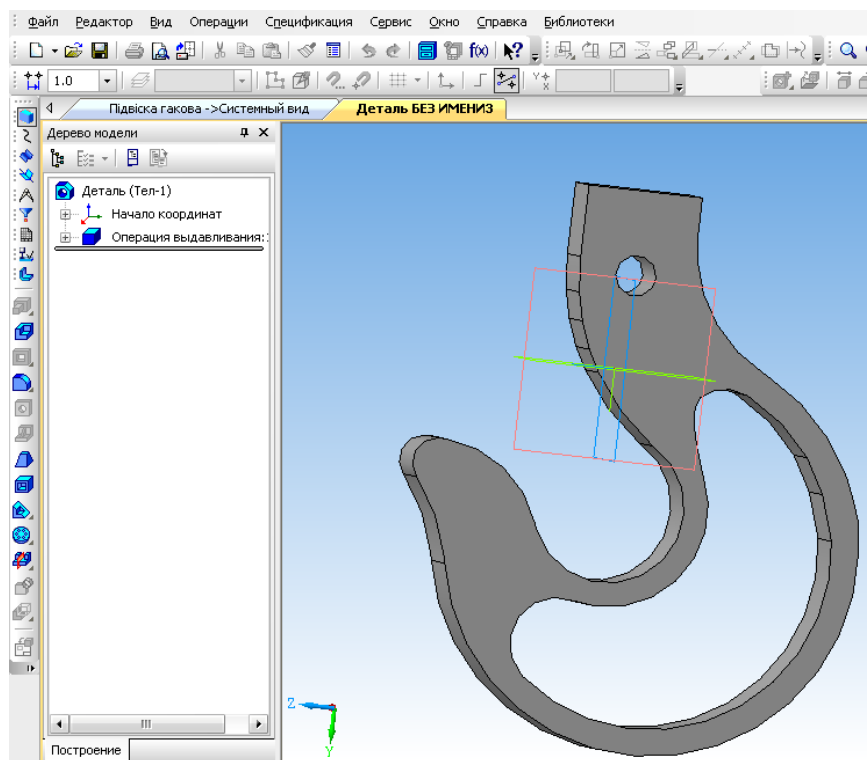 Файл Редактор Вид Операции Спецификация Сервис Окно Справка Библиотеки
f(x)
1.0
Підвіска гакова ->Системный вид
Деталь БЕЗ ИМЕНИ3
Дерево модели
Деталь (Тел-1)
Начало координат
Операция выдавливания:
Z
Y
Построение